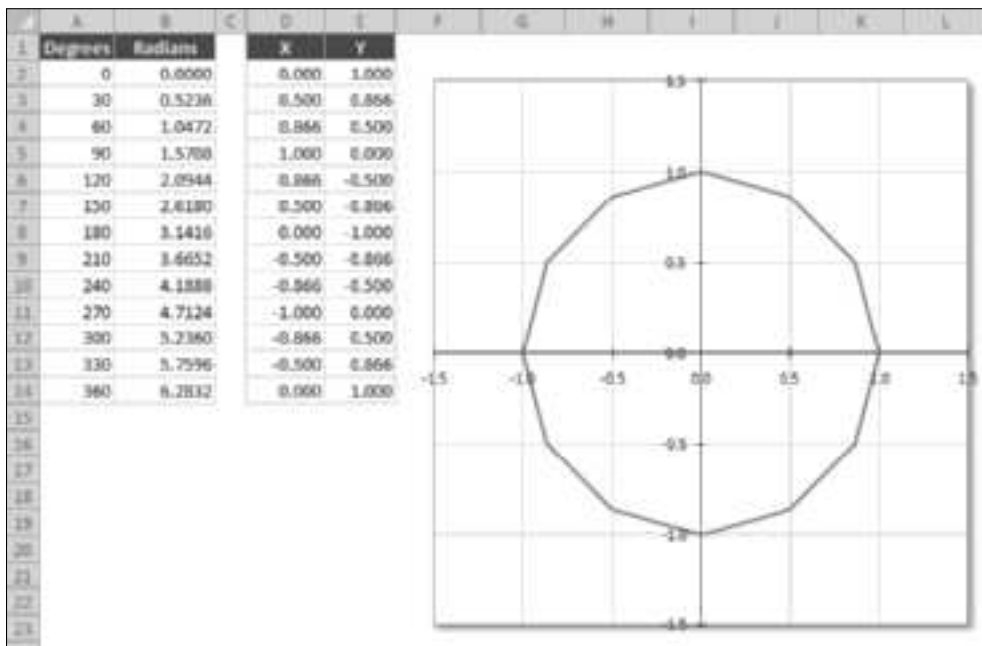 A B C D E F G H I J K L
1 Degrees Radians X Y
2 0 0.0000 0.000 1.000
3 30 0.5236 0.500 0.866
4 60 1.0472 0.866 0.500
5 90 1.5708 1.000 0.000
6 120 2.0944 0.866 -0.500
7 150 2.6180 0.500 -0.866
8 180 3.1416 0.000 -1.000
9 210 3.6652 -0.500 -0.866
10 240 4.1888 -0.866 -0.500
11 270 4.7124 -1.000 0.000
12 300 5.2360 -0.866 0.500
13 330 5.7596 -0.500 0.866
14 360 6.2832 0.000 1.000
15
16
17
18
19
20
21
22
23
1.5
1.0
0.5
0.0
-1.5 -1.0 -0.5 0.0 0.5 1.0 1.5
-0.5
-1.0
-1.5